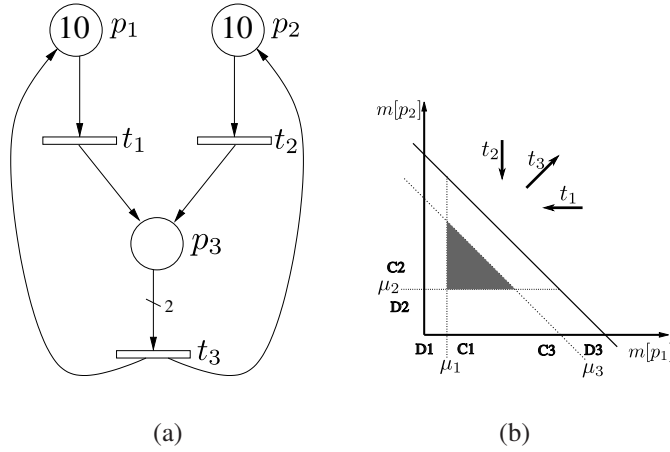 10 p1 10 p2
t1 t2
p3
2
t3
(a)
m[p2]
t2 t3
t1
C2
μ2
D2
D1 C1 C3 D3
μ1 μ3 m[p1]
(b)